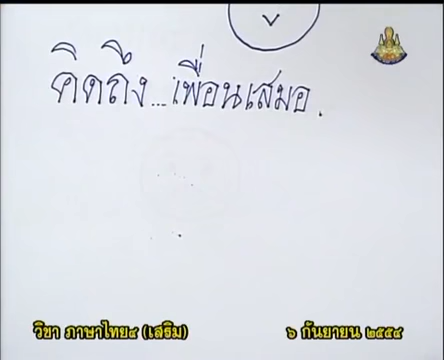 คิดถึง...เพื่อนเสมอ.
วิชา ภาษาไทย๔ (เสริม)
๖ กันยายน ๒๕๕๔